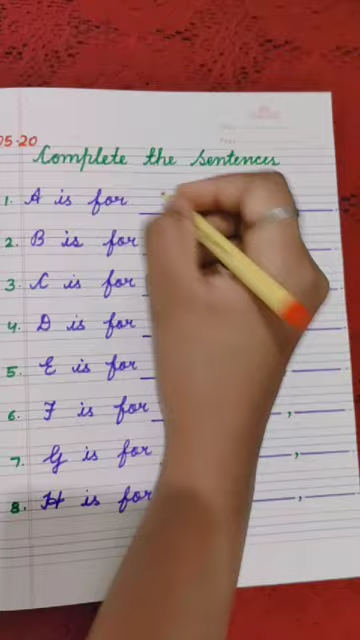 05-20
Complete the sentences
1. A is for
2. B is for
3. C is for
4. D is for
5. E is for
6. F is for , 
7. G is for , 
8. H is for ,